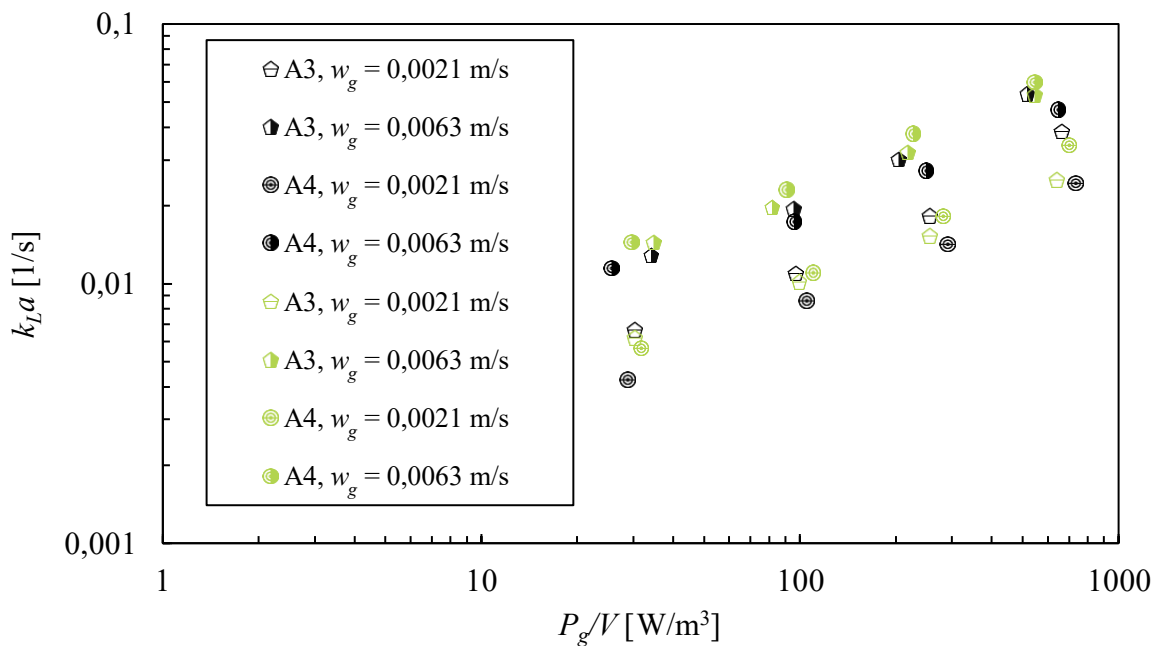 0,1
A3, w_g = 0,0021 m/s
A3, w_g = 0,0063 m/s
A4, w_g = 0,0021 m/s
A4, w_g = 0,0063 m/s
A3, w_g = 0,0021 m/s
A3, w_g = 0,0063 m/s
A4, w_g = 0,0021 m/s
A4, w_g = 0,0063 m/s
k_La [1/s]
0,01
0,001
1 10 100 1000
P_g/V [W/m³]